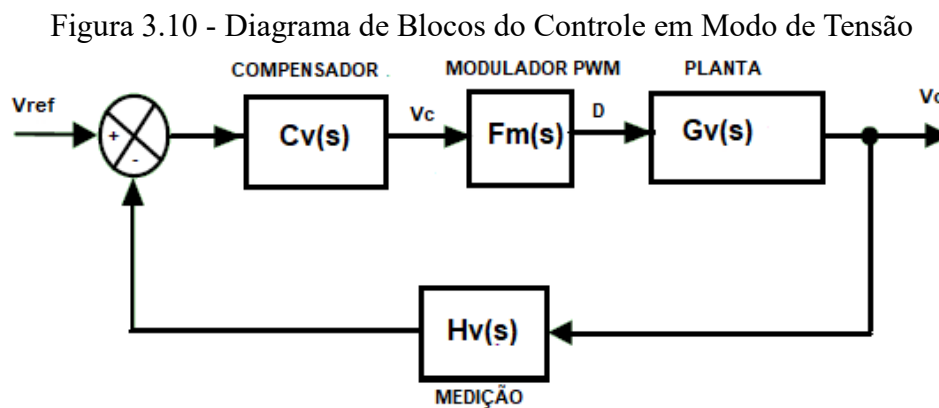 Figura 3.10 - Diagrama de Blocos do Controle em Modo de Tensão
COMPENSADOR .
MODULADOR PWM
PLANTA
Vref
+
-
Cv(s)
Vc
Fm(s)
D
Gv(s)
Hv(s)
MEDIÇÃO